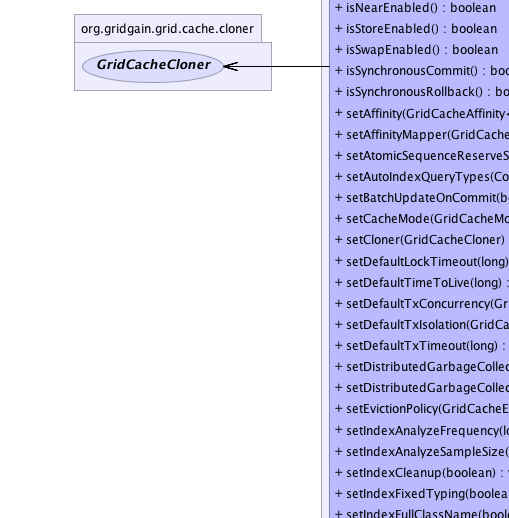 org.gridgain.grid.cache.cloner
GridCacheCloner
+ isNearEnabled() : boolean
+ isStoreEnabled() : boolean
+ isSwapEnabled() : boolean
+ isSynchronousCommit() : boo
+ isSynchronousRollback() : bo
+ setAffinity(GridCacheAffinity<
+ setAffinityMapper(GridCache
+ setAtomicSequenceReserveS
+ setAutoIndexQueryTypes(Co
+ setBatchUpdateOnCommit(b
+ setCacheMode(GridCacheMo
+ setCloner(GridCacheCloner)
+ setDefaultLockTimeout(long)
+ setDefaultTimeToLive(long) :
+ setDefaultTxConcurrency(Gr
+ setDefaultTxIsolation(GridCa
+ setDefaultTxTimeout(long) :
+ setDistributedGarbageCollec
+ setDistributedGarbageCollec
+ setEvictionPolicy(GridCacheE
+ setIndexAnalyzeFrequency(lo
+ setIndexAnalyzeSampleSize(
+ setIndexCleanup(boolean) :
+ setIndexFixedTyping(boolea
+ setIndexFullClassName(bool